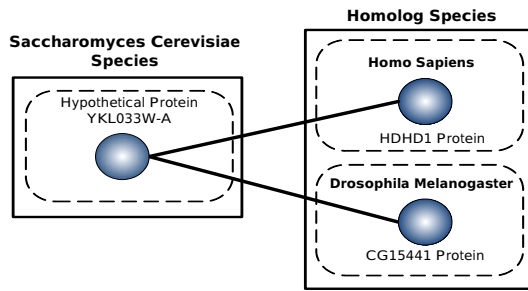 Saccharomyces Cerevisiae
Species
Hypothetical Protein
YKL033W-A
Homolog Species
Homo Sapiens
HDHD1 Protein
Drosophila Melanogaster
CG15441 Protein